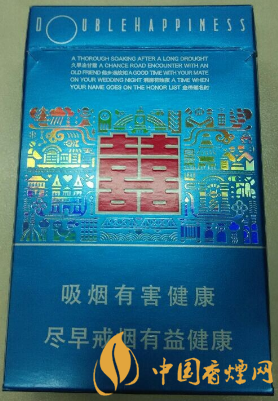 DOUBLEHAPPINESS
A THOROUGH SOAKING AFTER A LONG DROUGHT
久旱逢甘露 A CHANCE ROAD ENCOUNTER WITH AN
OLD FRIEND 他乡遇故知 A GOOD TIME WITH YOUR MATE
ON YOUR WEDDING NIGHT 洞房花烛夜 A TIME WHEN
YOUR NAME GOES ON THE HONOR LIST 金榜题名时
囍
吸烟有害健康
尽早戒烟有益健康
中国香烟网